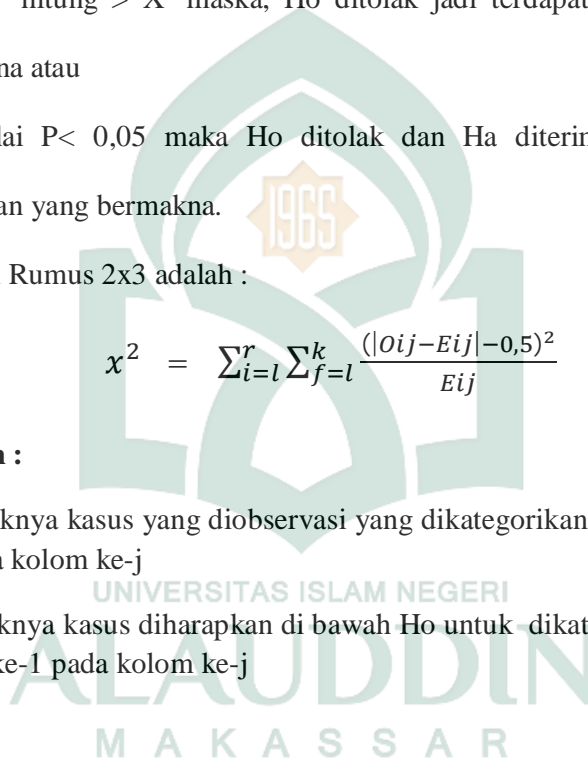 hitung > X maska, Ho ditolak jadi terdapat
na atau
lai P< 0,05 maka Ho ditolak dan Ha diterin
an yang bermakna.
Rumus 2x3 adalah :
1965
x² = ∑ᵣᵢ₌ₗ ∑ᵏf₌ₗ (|Oij−Eij|−0,5)² / Eij
n :
knya kasus yang diobservasi yang dikategorikan
a kolom ke-j
UNIVERSITAS ISLAM NEGERI
knya kasus diharapkan di bawah Ho untuk dikat
ke-1 pada kolom ke-j
ALAUDDIN
MAKASSAR